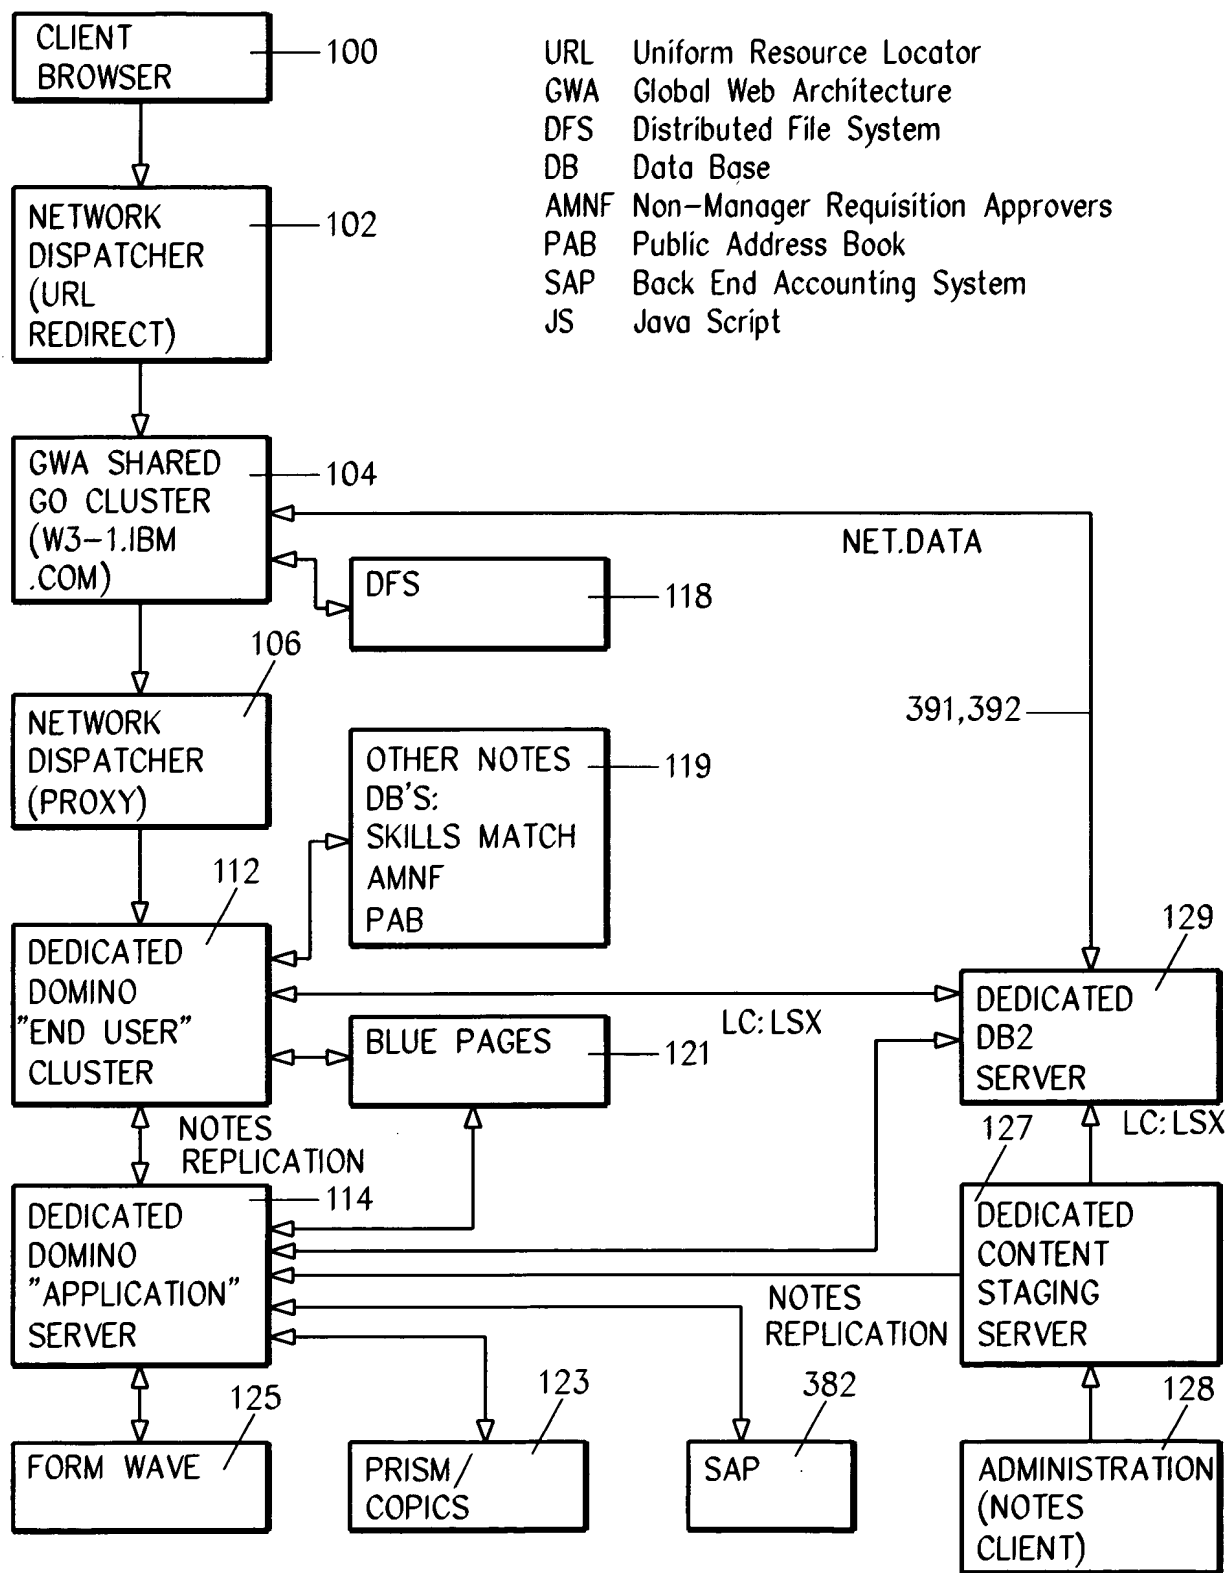 CLIENT
BROWSER
100
URL Uniform Resource Locator
GWA Global Web Architecture
DFS Distributed File System
DB Data Base
AMNF Non-Manager Requisition Approvers
PAB Public Address Book
SAP Back End Accounting System
JS Java Script
NETWORK
DISPATCHER
(URL
REDIRECT)
102
GWA SHARED
GO CLUSTER
(W3-1.IBM
.COM)
104
NET.DATA
DFS
118
106
NETWORK
DISPATCHER
(PROXY)
391,392
OTHER NOTES
DB'S:
SKILLS MATCH
AMNF
PAB
119
112
DEDICATED
DOMINO
"END USER"
CLUSTER
129
DEDICATED
DB2
SERVER
LC:LSX
BLUE PAGES
121
NOTES
REPLICATION
127
LC:LSX
114
DEDICATED
DOMINO
"APPLICATION"
SERVER
DEDICATED
CONTENT
STAGING
SERVER
NOTES
REPLICATION
125
FORM WAVE
123
PRISM/
COPICS
382
SAP
128
ADMINISTRATION
(NOTES
CLIENT)